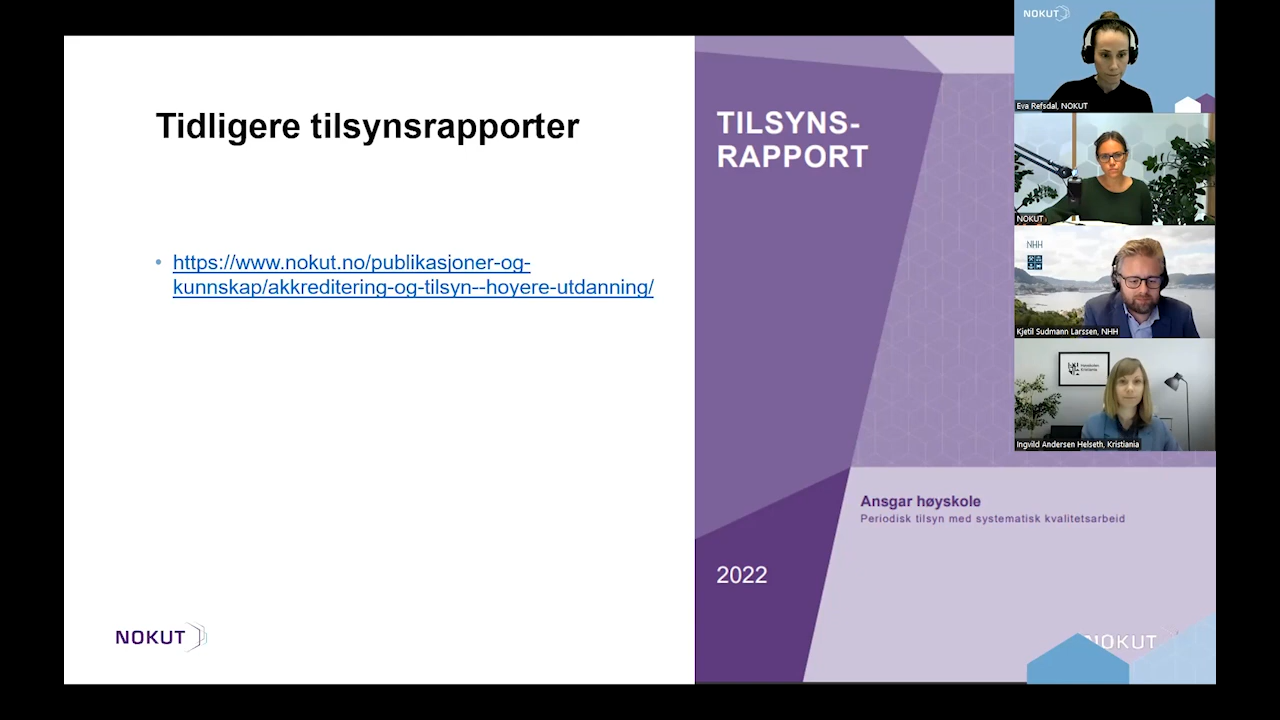 Tidligere tilsynsrapporter
https://www.nokut.no/publikasjoner-og-
kunnskap/akkreditering-og-tilsyn--hoyere-utdanning/
NOKUT
TILSYNS-
RAPPORT
Ansgar høyskole
Periodisk tilsyn med systematisk kvalitetsarbeid
2022
NOKUT
NOKUT
Eva Refsdal, NOKUT
NOKUT
NHH
Kjetil Sudmann Larssen, NHH
Ingvild Andersen Helseth, Kristiania